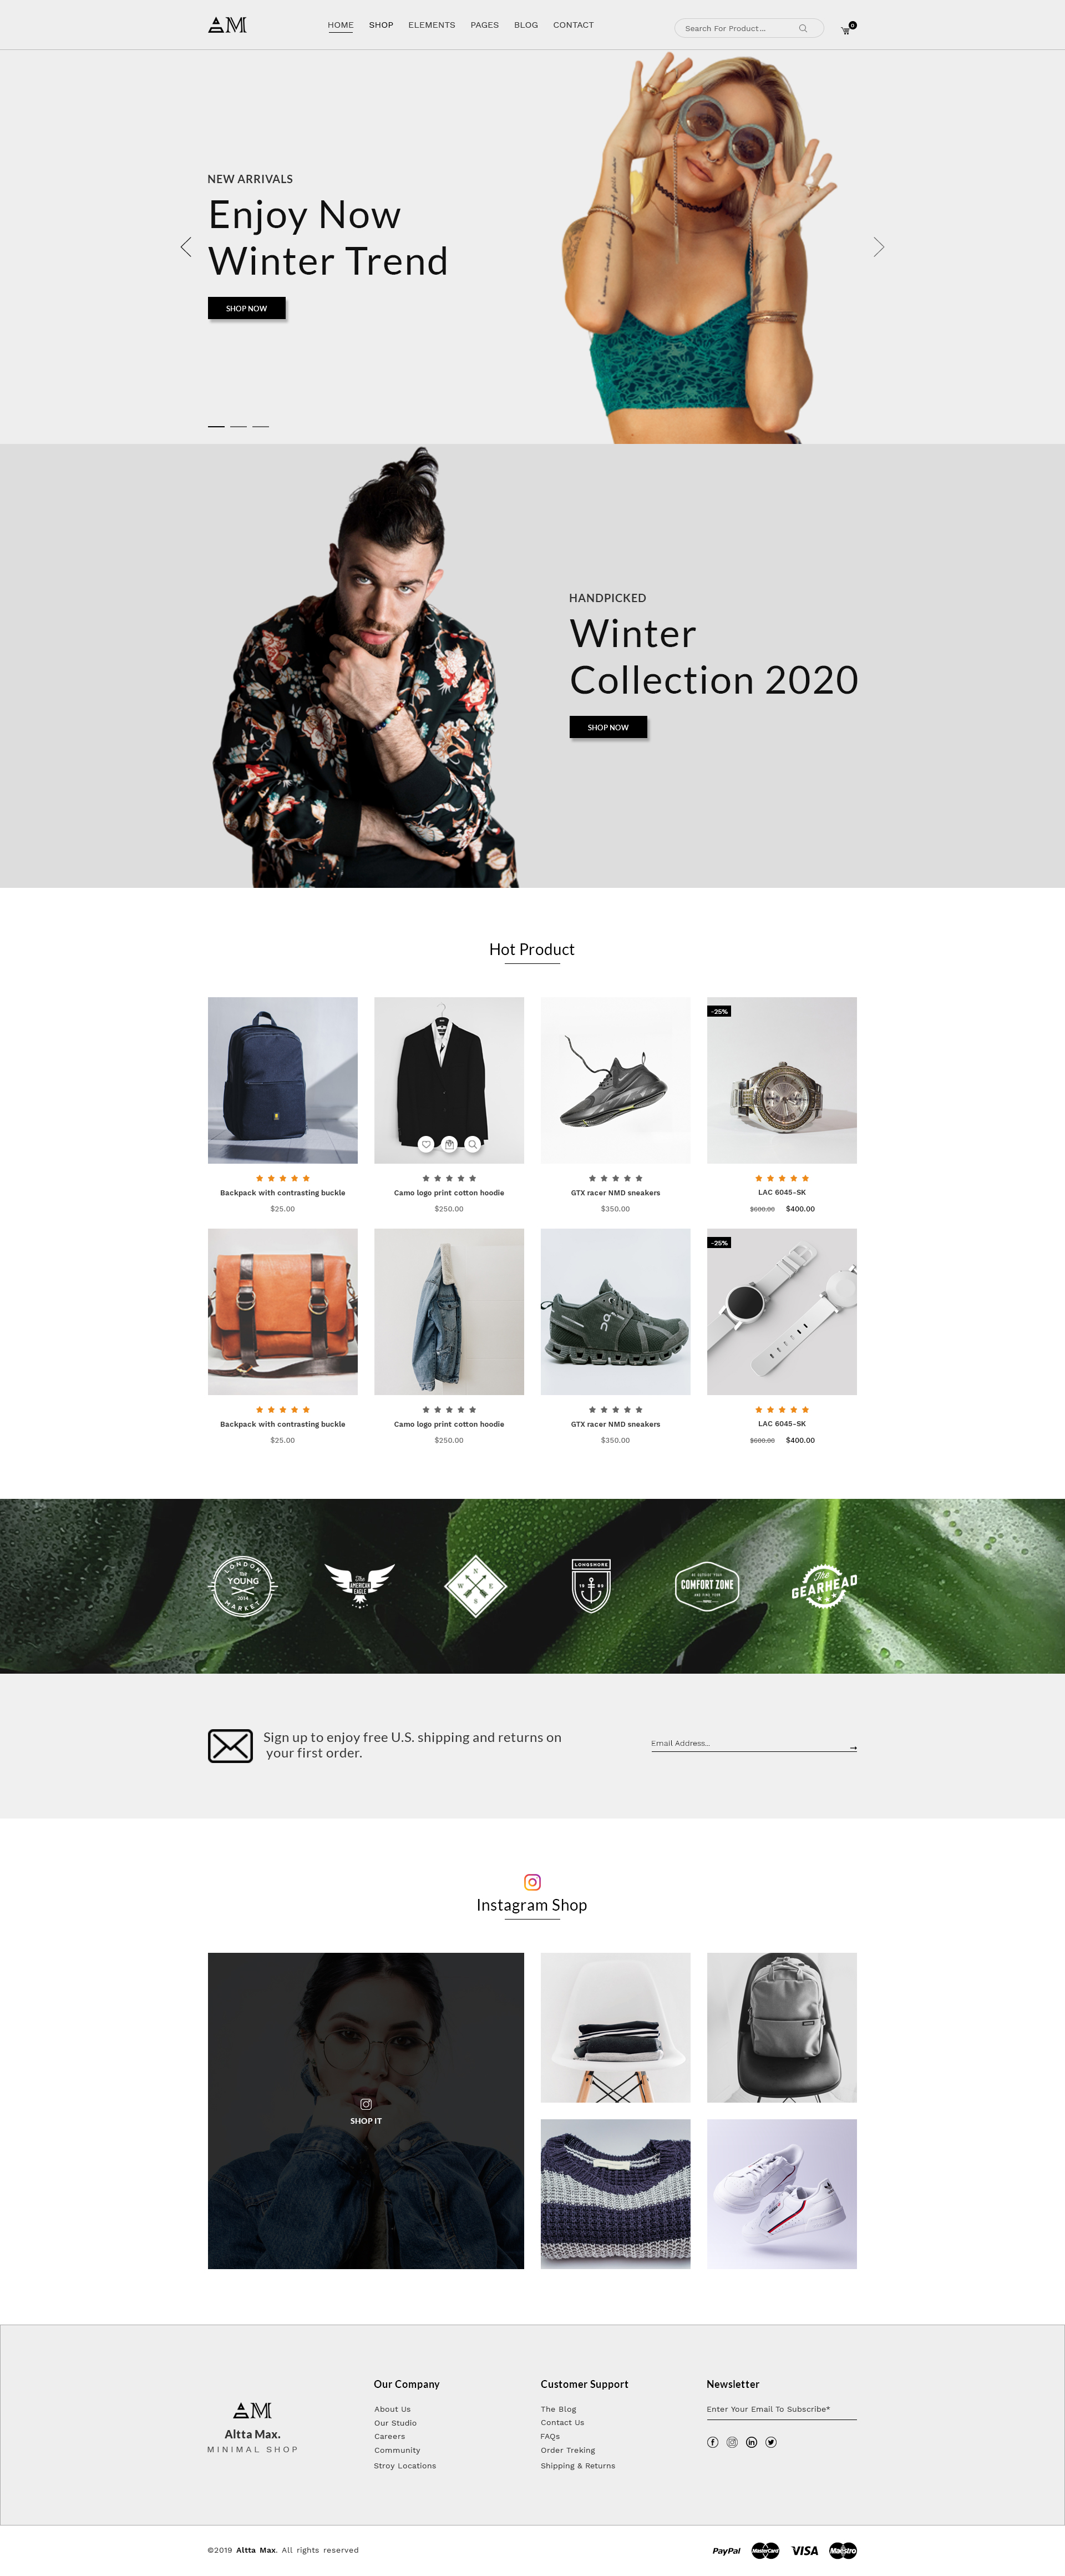 AM
HOME SHOP ELEMENTS PAGES BLOG CONTACT
Search For Product...
0
NEW ARRIVALS
Enjoy Now
Winter Trend
SHOP NOW
HANDPICKED
Winter
Collection 2020
SHOP NOW
Hot Product
-25%
Backpack with contrasting buckle
$25.00
Camo logo print cotton hoodie
$250.00
GTX racer NMD sneakers
$350.00
LAC 6045-SK
$600.00 $400.00
-25%
Backpack with contrasting buckle
$25.00
Camo logo print cotton hoodie
$250.00
GTX racer NMD sneakers
$350.00
LAC 6045-SK
$600.00 $400.00
LONDON
THE
YOUNG
2014
MARKET
The
AMERICAN
EAGLE
N
W E
S
LONGSHORE
19 89
COMFORT ZONE
The
GEARHEAD
Sign up to enjoy free U.S. shipping and returns on
your first order.
Email Address..
Instagram Shop
SHOP IT
AM
Altta Max.
MINIMAL SHOP
Our Company
About Us
Our Studio
Careers
Community
Stroy Locations
Customer Support
The Blog
Contact Us
FAQs
Order Treking
Shipping & Returns
Newsletter
Enter Your Email To Subscribe*
©2019 Altta Max. All rights reserved
PayPal MasterCard VISA Maestro